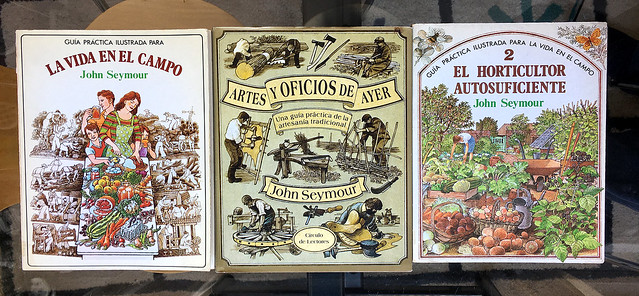 GUÍA PRÁCTICA ILUSTRADA PARA
LA VIDA EN EL CAMPO
John Seymour
ARTES Y OFICIOS DE AYER
Una guía práctica de la
artesanía tradicional
John Seymour
Círculo
de Lectores
GUÍA PRÁCTICA ILUSTRADA PARA LA VIDA EN EL CAMPO
2
EL HORTICULTOR
AUTOSUFICIENTE
John Seymour